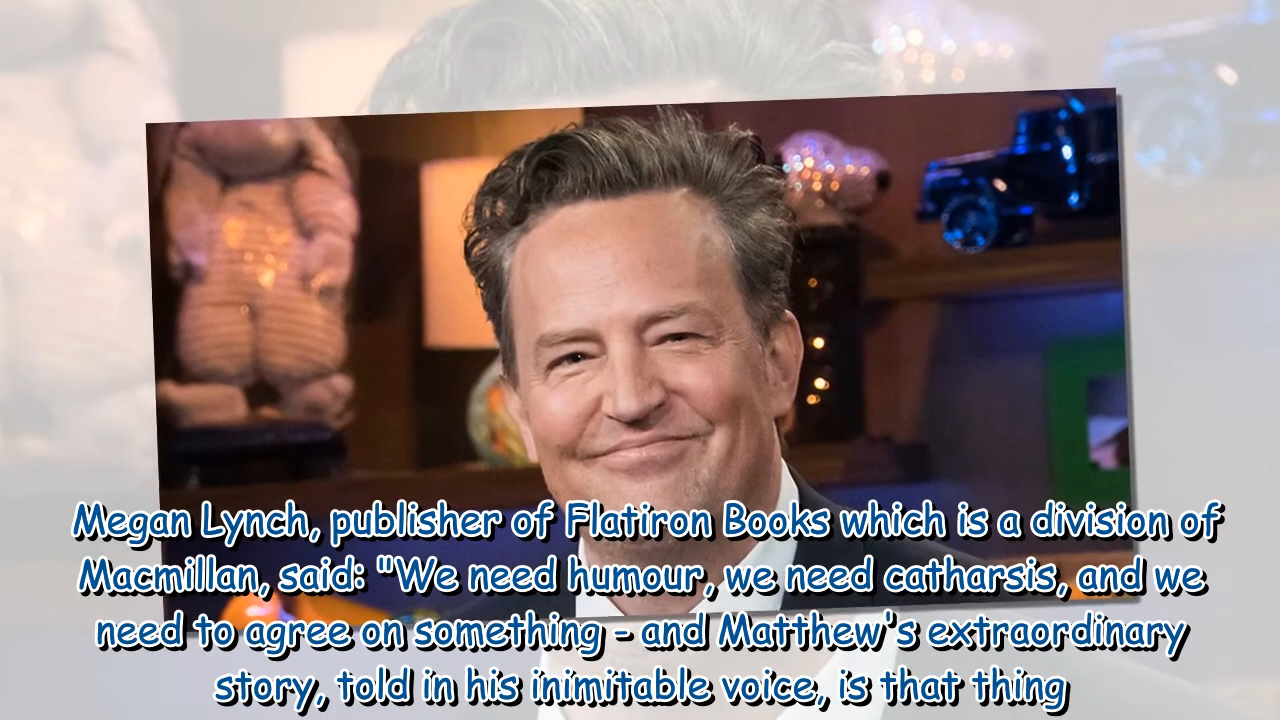 Megan Lynch, publisher of Flatiron Books which is a division of
Macmillan, said: "We need humour, we need catharsis, and we
need to agree on something - and Matthew's extraordinary
story, told in his inimitable voice, is that thing